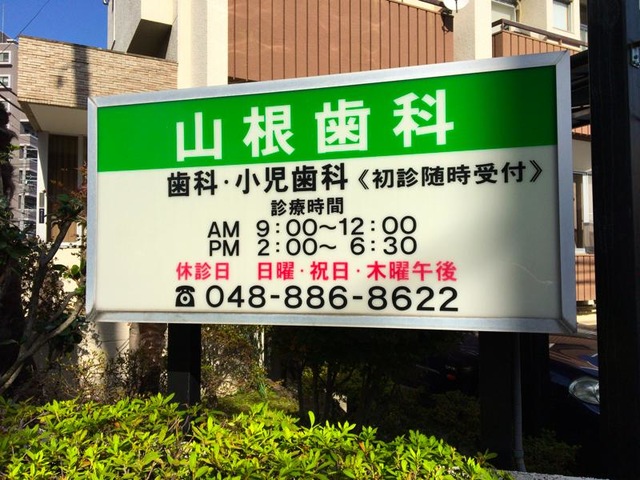 山根歯科
歯科・小児歯科《初診随時受付》
診療時間
AM 9:00〜12:00
PM 2:00〜 6:30
休診日 日曜・祝日・木曜午後
☎048-886-8622